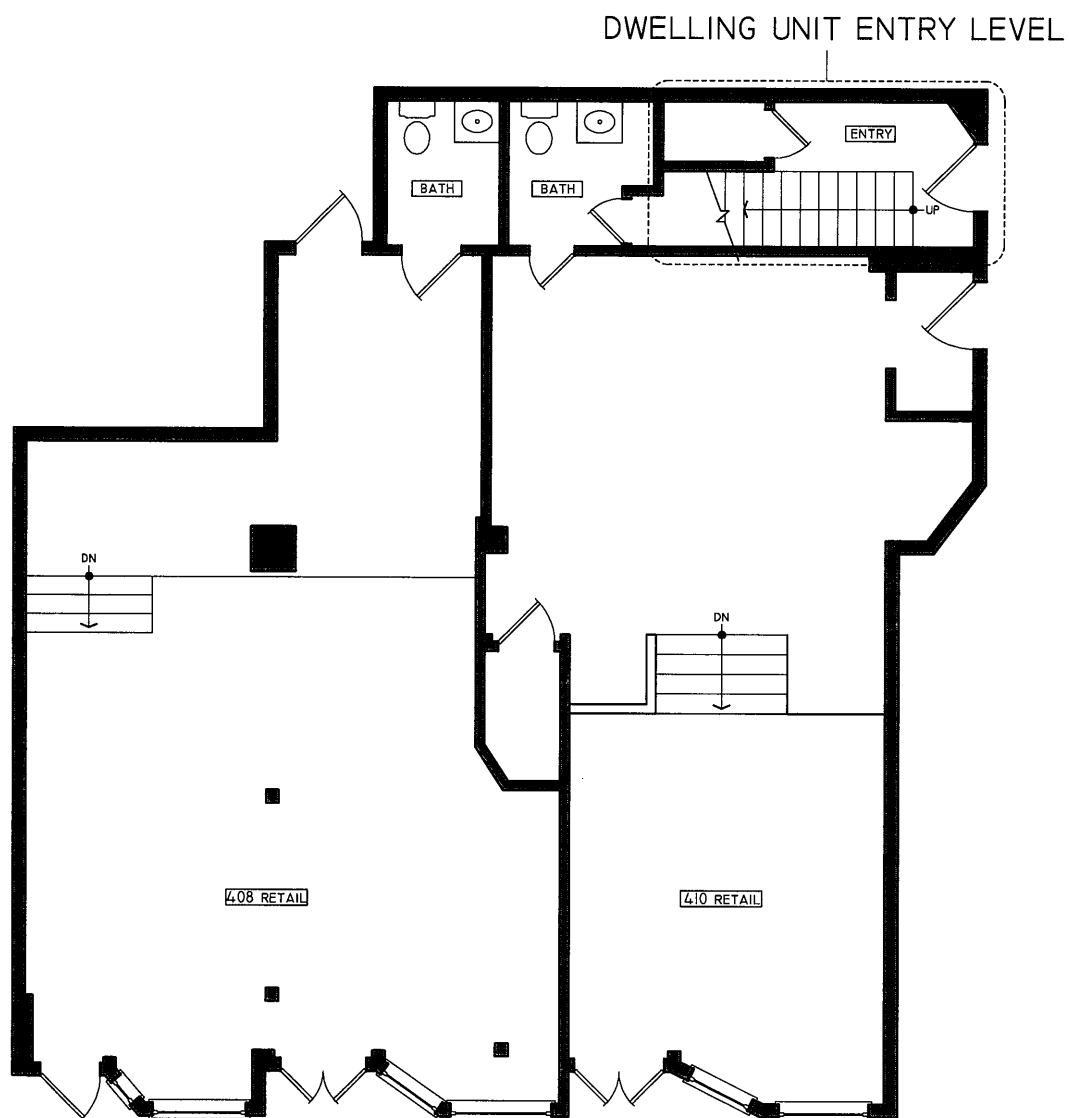 DWELLING UNIT ENTRY LEVEL
ENTRY
BATH
BATH
UP
DN
DN
408 RETAIL
410 RETAIL